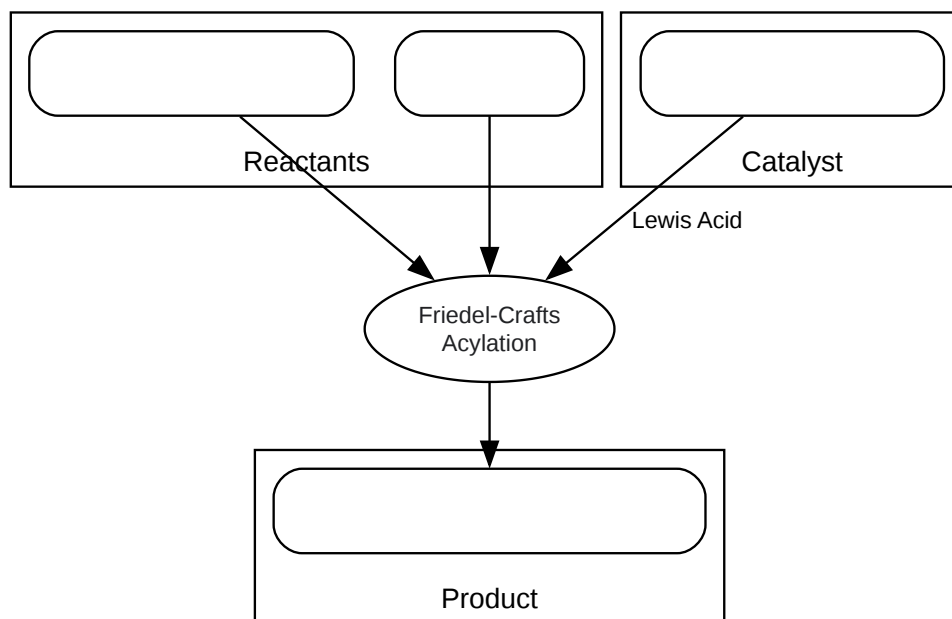 Reactants
Catalyst
Lewis Acid
Friedel-Crafts
Acylation
Product